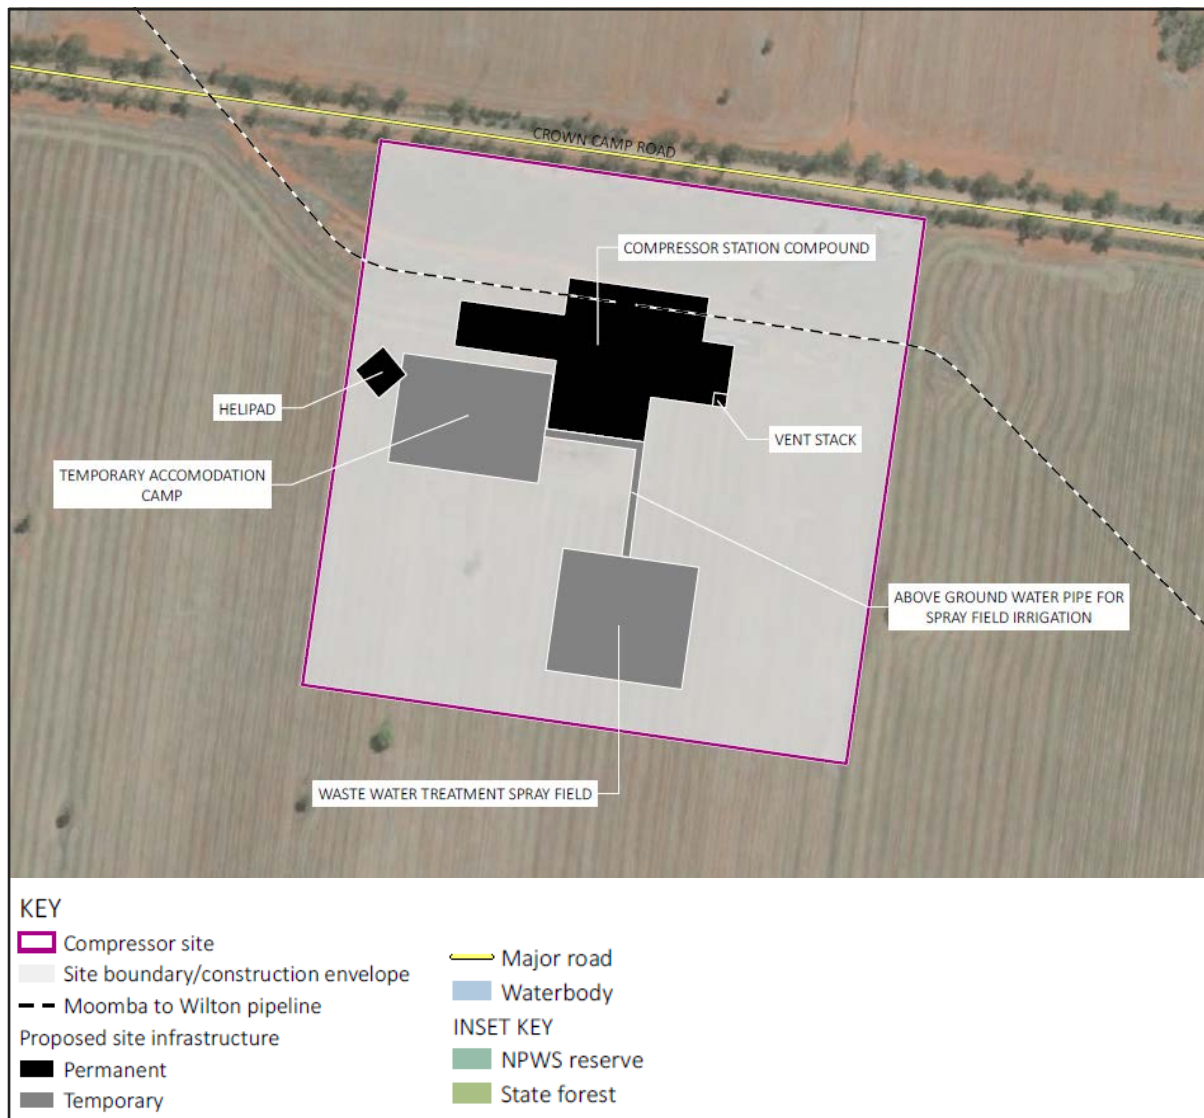 CROWN CAMP ROAD
COMPRESSOR STATION COMPOUND
HELIPAD
VENT STACK
TEMPORARY ACCOMODATION
CAMP
ABOVE GROUND WATER PIPE FOR
SPRAY FIELD IRRIGATION
WASTE WATER TREATMENT SPRAY FIELD
KEY
Compressor site
Site boundary/construction envelope
Moomba to Wilton pipeline
Proposed site infrastructure
Permanent
Temporary
Major road
Waterbody
INSET KEY
NPWS reserve
State forest